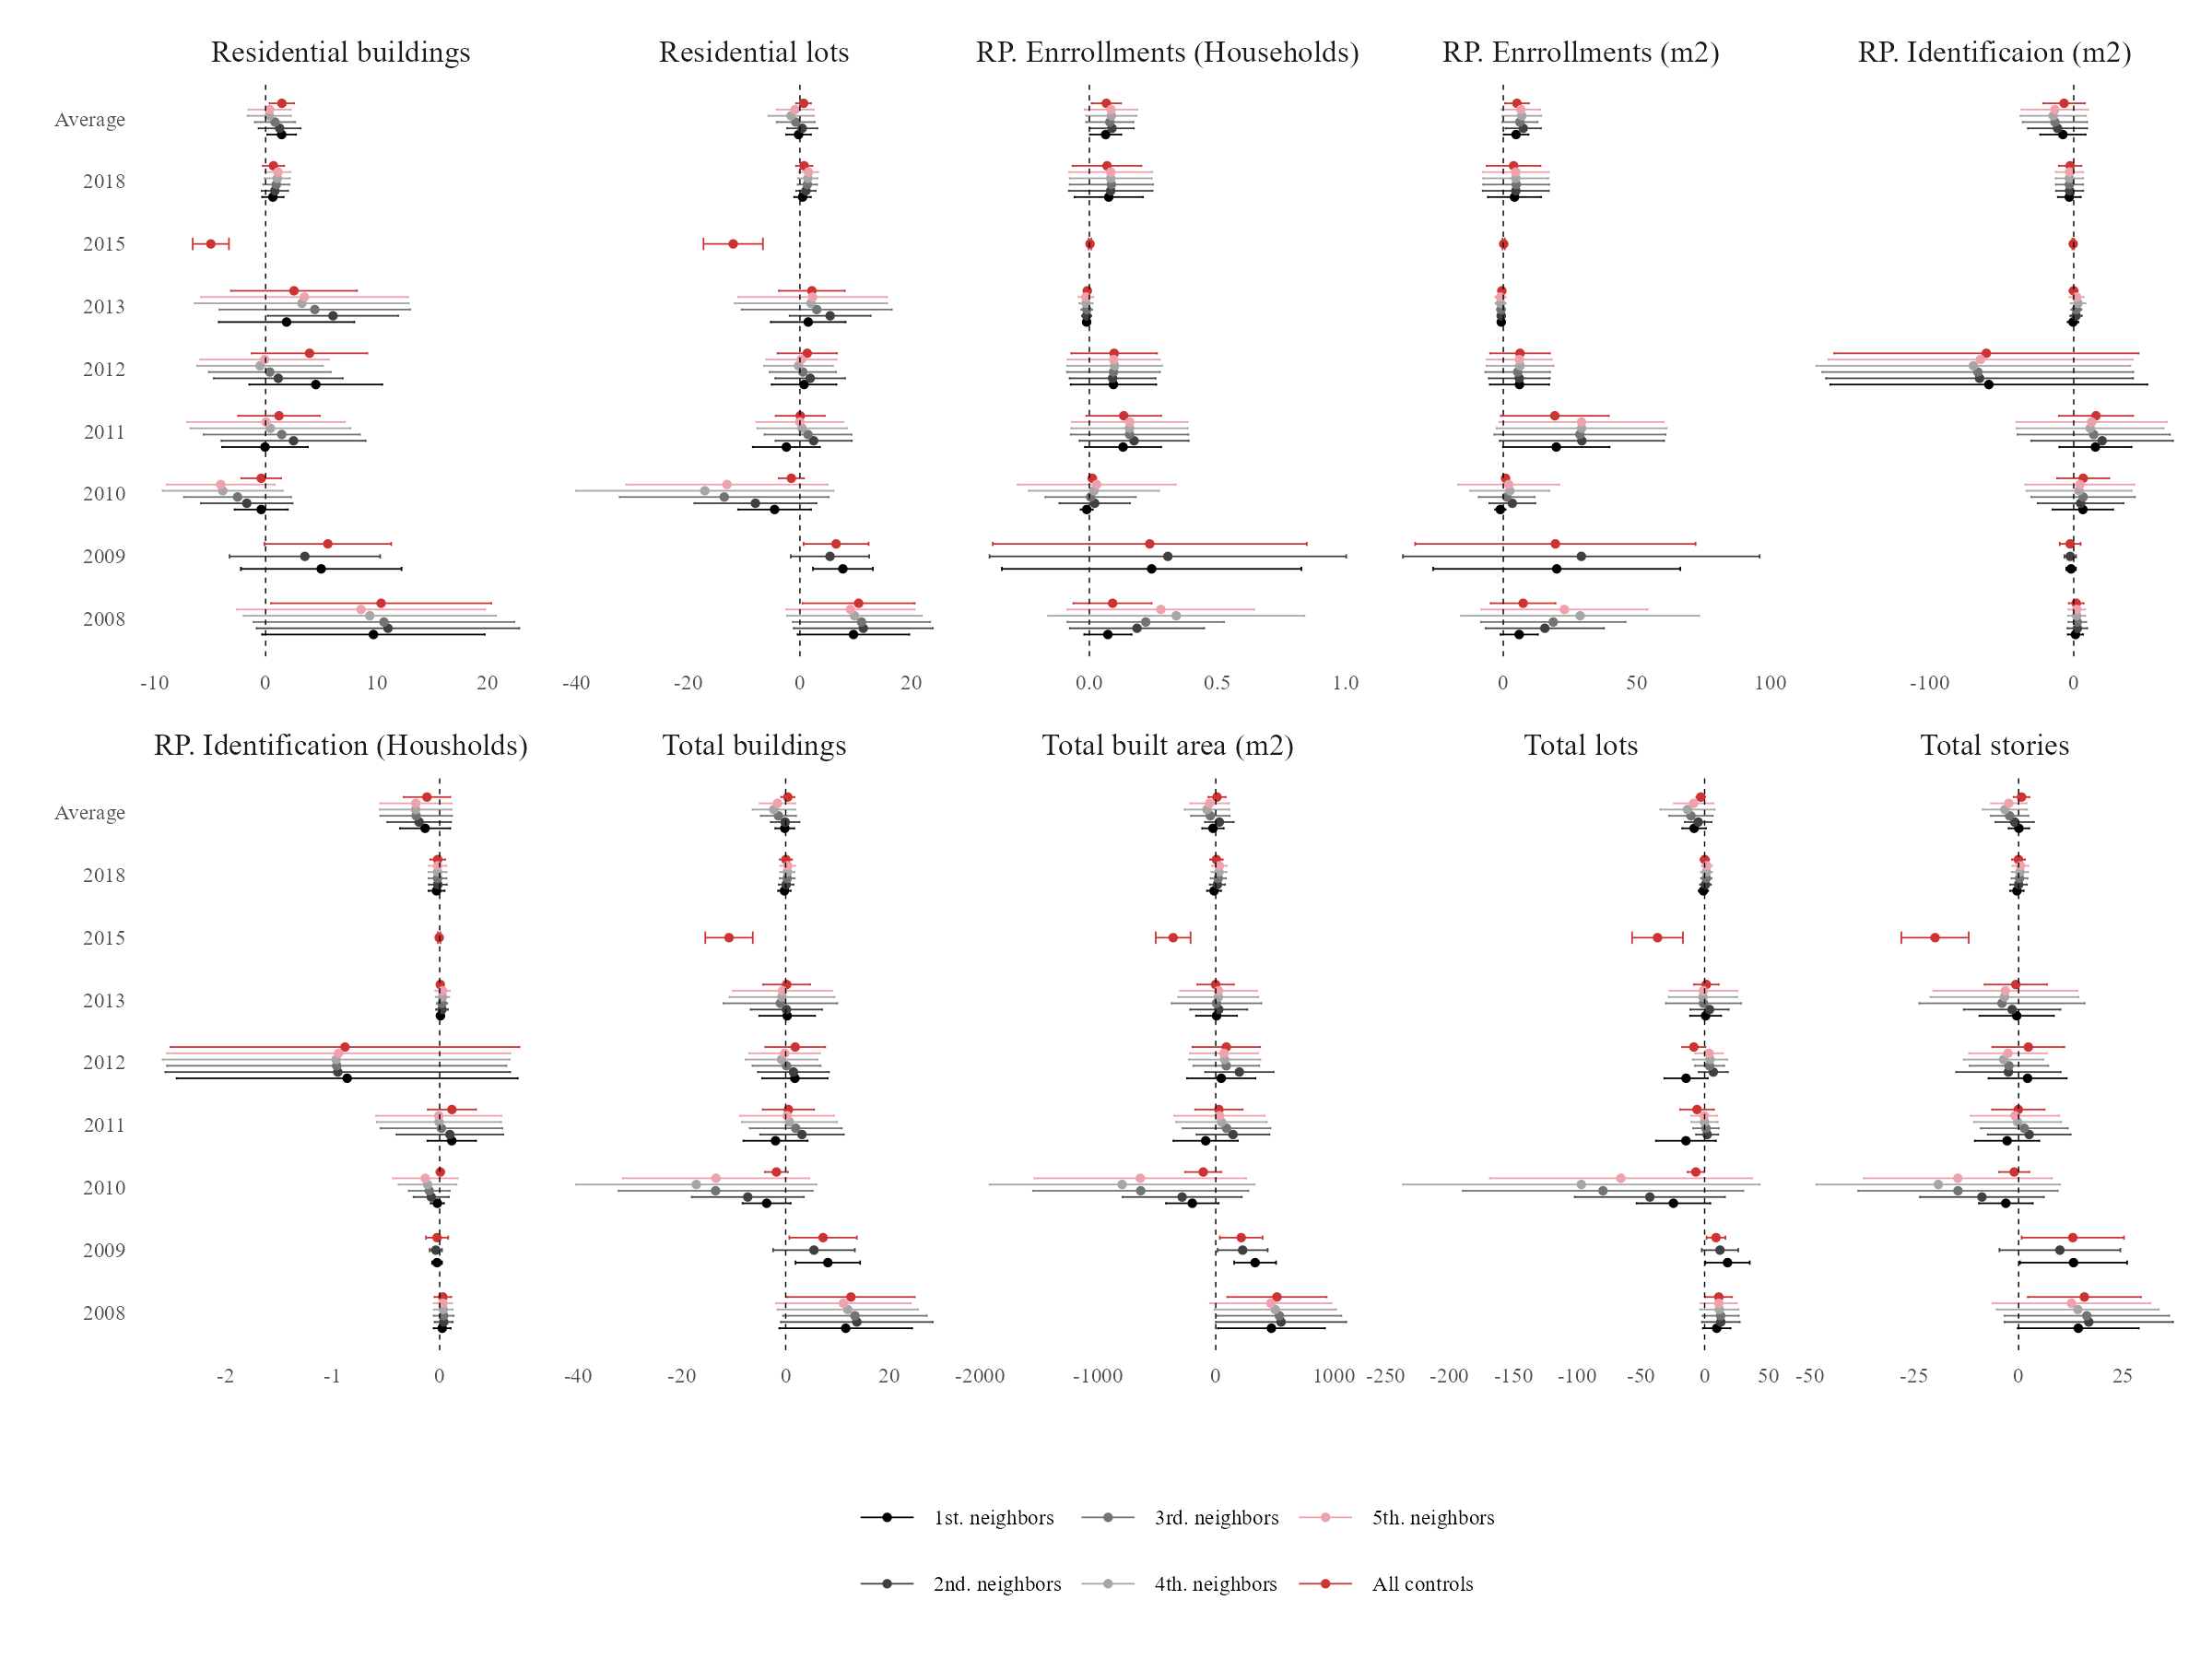 Residential buildings Residential lots RP. Enrrollments (Households) RP. Enrrollments (m2) RP. Identificaion (m2)
Average
2018
2015
2013
2012
2011
2010
2009
2008
-10 0 10 20 -40 -20 0 20 0.0 0.5 1.0 0 50 100 -100 0
RP. Identification (Housholds) Total buildings Total built area (m2) Total lots Total stories
Average
2018
2015
2013
2012
2011
2010
2009
2008
-2 -1 0 -40 -20 0 20 -2000 -1000 0 1000 -250 -200 -150 -100 -50 0 50 -50 -25 0 25
1st. neighbors 3rd. neighbors 5th. neighbors
2nd. neighbors 4th. neighbors All controls